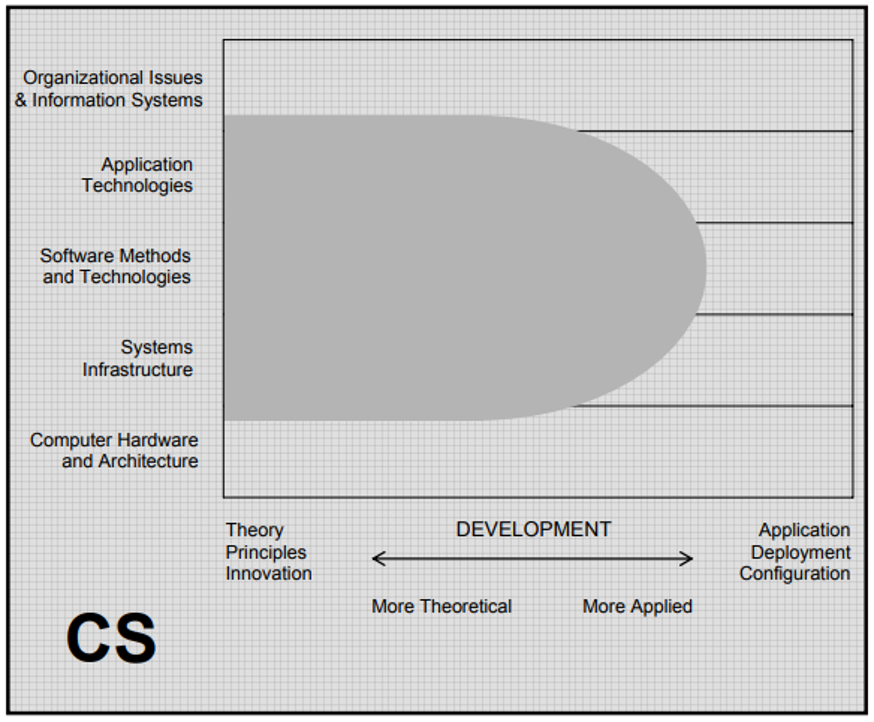 Organizational Issues
& Information Systems
Application
Technologies
Software Methods
and Technologies
Systems
Infrastructure
Computer Hardware
and Architecture
Theory
Principles
Innovation
DEVELOPMENT
Application
Deployment
Configuration
More Theoretical
More Applied
CS